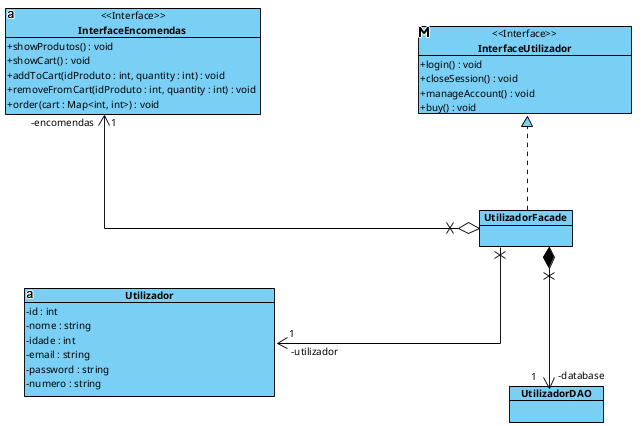 a
<<Interface>>
InterfaceEncomendas
+showProdutos() : void
+showCart() : void
+addToCart(idProduto : int, quantity : int) : void
+removeFromCart(idProduto : int, quantity : int) : void
+order(cart : Map<int, int>) : void
M
<<Interface>>
InterfaceUtilizador
+login() : void
+closeSession() : void
+manageAccount() : void
+buy() : void
-encomendas
1
UtilizadorFacade
a
Utilizador
-id : int
-nome : string
-idade : int
-email : string
-password : string
-numero : string
1
-utilizador
1
-database
UtilizadorDAO